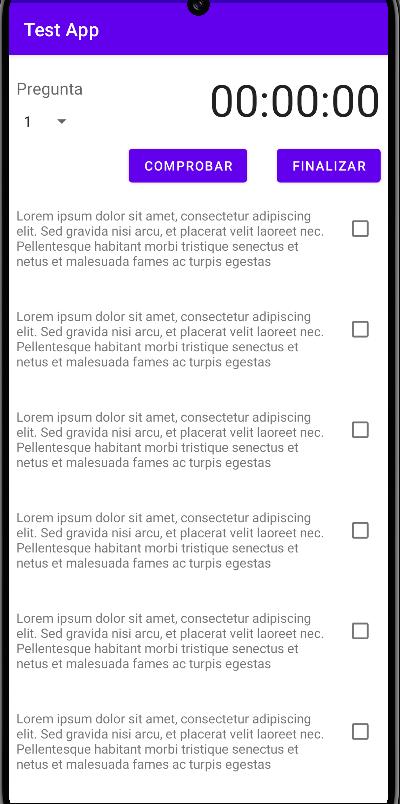 Test App
Pregunta
00:00:00
1
COMPROBAR
FINALIZAR
Lorem ipsum dolor sit amet, consectetur adipiscing
elit. Sed gravida nisi arcu, et placerat velit laoreet nec.
Pellentesque habitant morbi tristique senectus et
netus et malesuada fames ac turpis egestas
Lorem ipsum dolor sit amet, consectetur adipiscing
elit. Sed gravida nisi arcu, et placerat velit laoreet nec.
Pellentesque habitant morbi tristique senectus et
netus et malesuada fames ac turpis egestas
Lorem ipsum dolor sit amet, consectetur adipiscing
elit. Sed gravida nisi arcu, et placerat velit laoreet nec.
Pellentesque habitant morbi tristique senectus et
netus et malesuada fames ac turpis egestas
Lorem ipsum dolor sit amet, consectetur adipiscing
elit. Sed gravida nisi arcu, et placerat velit laoreet nec.
Pellentesque habitant morbi tristique senectus et
netus et malesuada fames ac turpis egestas
Lorem ipsum dolor sit amet, consectetur adipiscing
elit. Sed gravida nisi arcu, et placerat velit laoreet nec.
Pellentesque habitant morbi tristique senectus et
netus et malesuada fames ac turpis egestas
Lorem ipsum dolor sit amet, consectetur adipiscing
elit. Sed gravida nisi arcu, et placerat velit laoreet nec.
Pellentesque habitant morbi tristique senectus et
netus et malesuada fames ac turpis egestas